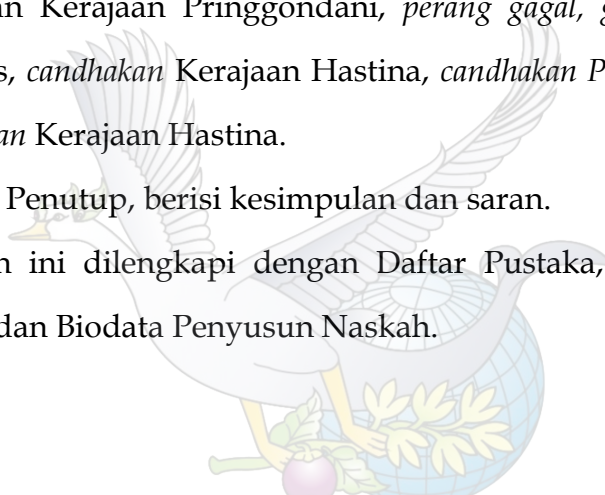 an Kerajaan Pringgondani, perang gagal, g
s, candhakan Kerajaan Hastina, candhakan P
an Kerajaan Hastina.
Penutup, berisi kesimpulan dan saran.
n ini dilengkapi dengan Daftar Pustaka,
dan Biodata Penyusun Naskah.